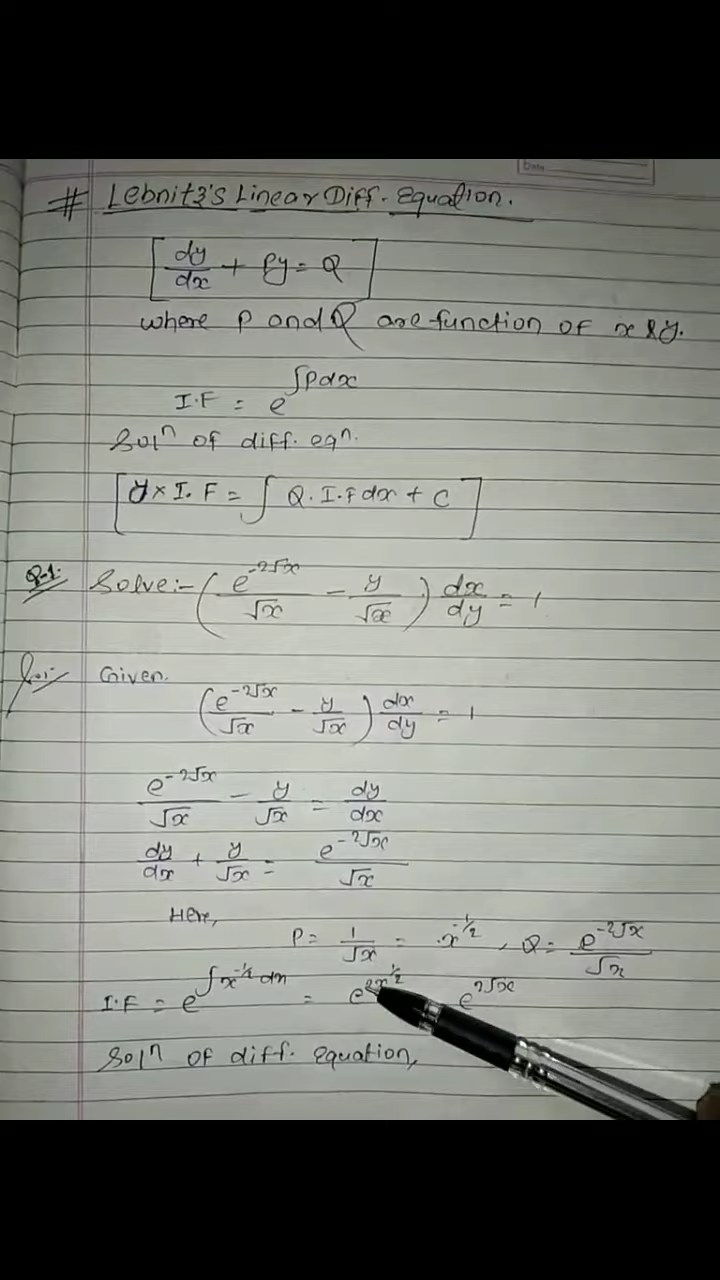 Date
# Lebnitz's Linear Diff. Equation.
[dy/dx + Py = Q]
where P and Q are function of x & y.
I.F = e^∫Pdx
Solⁿ of diff. eqⁿ.
[y × I.F = ∫ Q. I.F dx + C]
Q-1. Solve:- (e^-2√x/√x - y/√x) dx/dy = 1
Sol:- Given.
(e^-2√x/√x - y/√x) dx/dy = 1
e^-2√x/√x - y/√x = dy/dx
dy/dx + y/√x = e^-2√x/√x
Here,
P = 1/√x = x^-1/2, Q = e^-2√x/√x
I.F = e^∫x^-1/2 dx = e^2x^1/2 e^2√x
Solⁿ of diff. Equation,